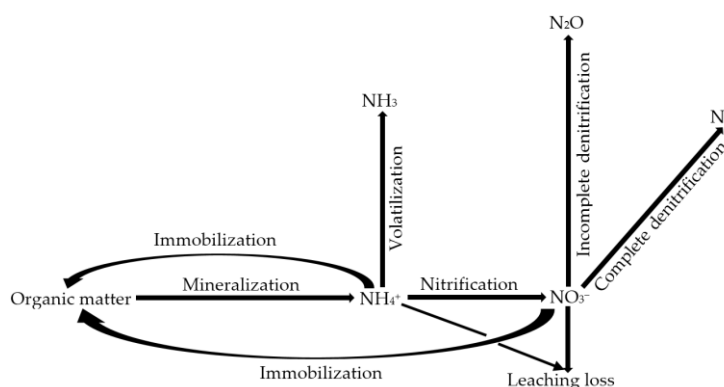 N2O
NH3
N
Volatilization
Incomplete denitrification
Complete denitrification
Immobilization
Mineralization
Nitrification
Organic matter
NH₄⁺
NO₃⁻
Immobilization
Leaching loss